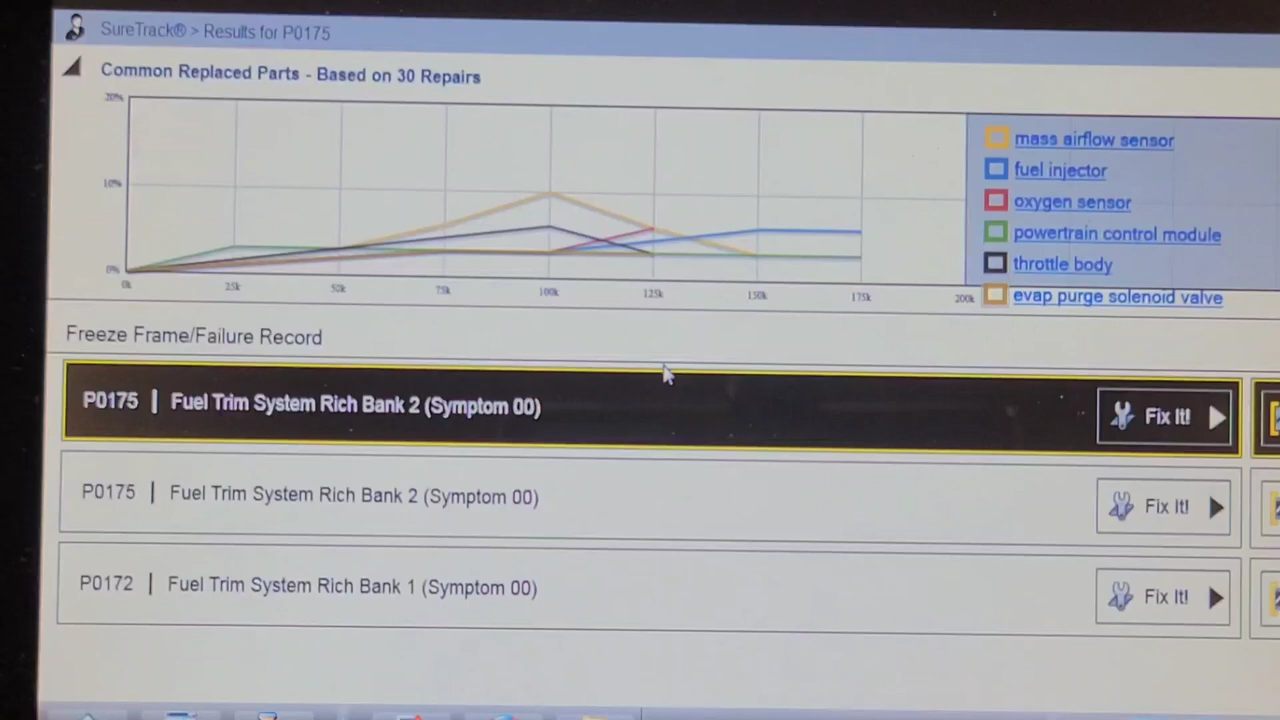 SureTrack® > Results for P0175
Common Replaced Parts - Based on 30 Repairs
20%
10%
0%
0k 25k 50k 75k 100k 125k 150k 175k 200k
mass airflow sensor
fuel injector
oxygen sensor
powertrain control module
throttle body
evap purge solenoid valve
Freeze Frame/Failure Record
P0175 | Fuel Trim System Rich Bank 2 (Symptom 00) Fix It!
P0175 | Fuel Trim System Rich Bank 2 (Symptom 00) Fix It!
P0172 | Fuel Trim System Rich Bank 1 (Symptom 00) Fix It!